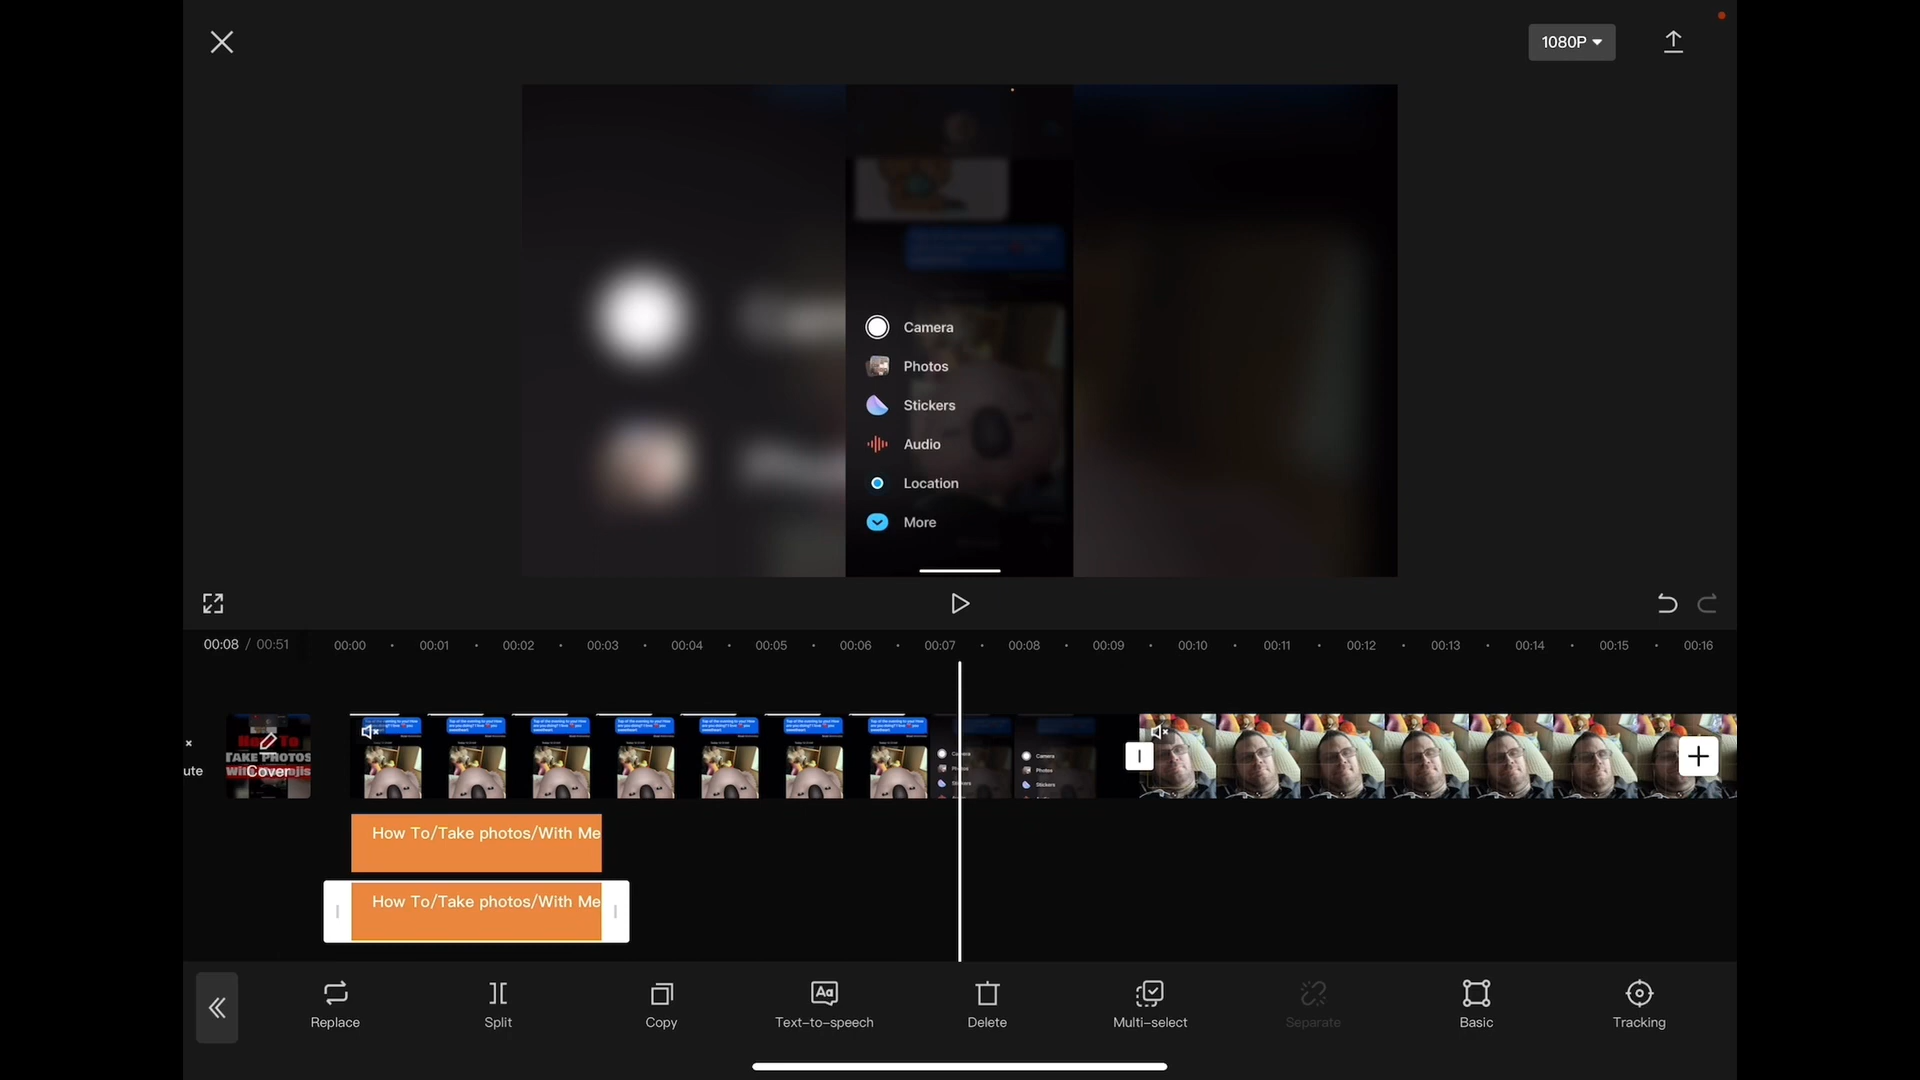 1080P
Camera
Photos
Stickers
Audio
Location
More
00:08 / 00:51
00:00 00:01 00:02 00:03 00:04 00:05 00:06 00:07 00:08 00:09 00:10 00:11 00:12 00:13 00:14 00:15 00:16
ute
How To
TAKE PHOTOS
Cover
How To/Take photos/With Me
How To/Take photos/With Me
Replace
Split
Copy
Text-to-speech
Delete
Multi-select
Separate
Basic
Tracking